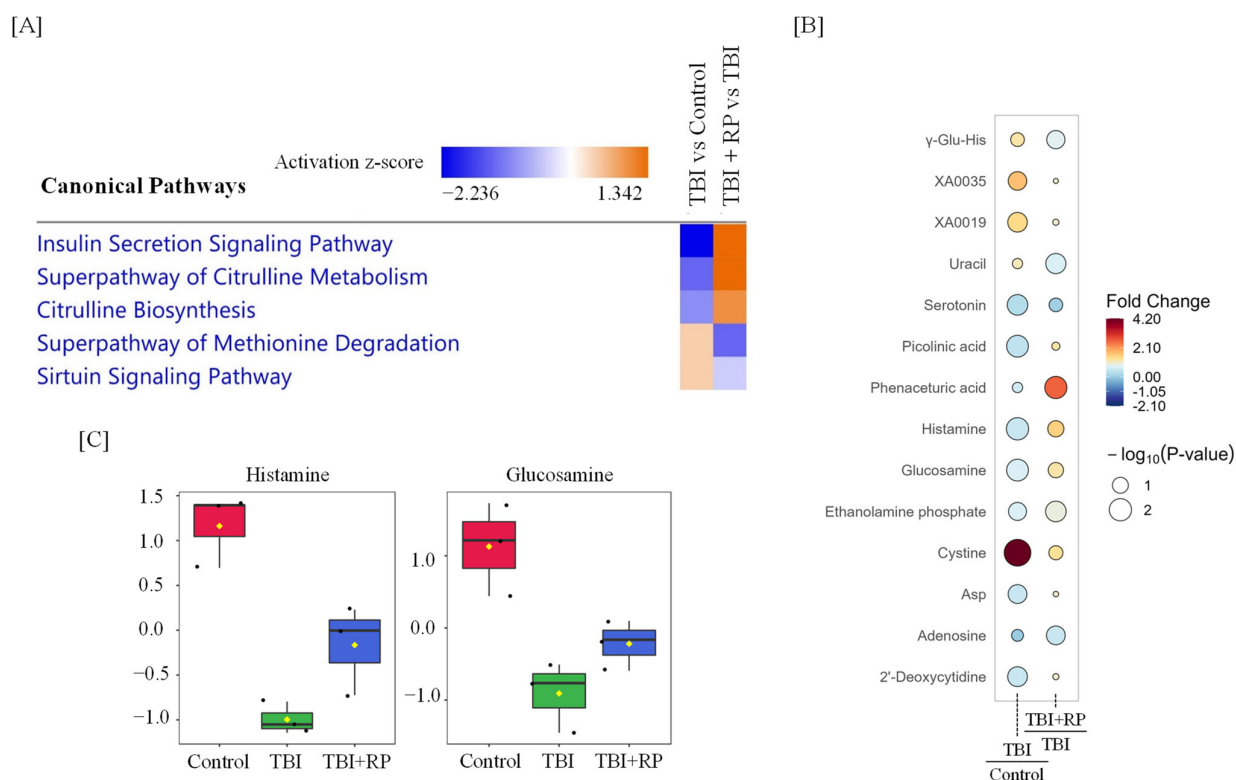 [A]
Activation z-score
−2.236
1.342
TBI vs Control
TBI + RP vs TBI
Canonical Pathways
Insulin Secretion Signaling Pathway
Superpathway of Citrulline Metabolism
Citrulline Biosynthesis
Superpathway of Methionine Degradation
Sirtuin Signaling Pathway
[B]
γ-Glu-His
XA0035
XA0019
Uracil
Serotonin
Picolinic acid
Phenaceturic acid
Histamine
Glucosamine
Ethanolamine phosphate
Cystine
Asp
Adenosine
2'-Deoxycytidine
TBI
Control
TBI+RP
TBI
Fold Change
4.20
2.10
0.00
-1.05
-2.10
− log10(P-value)
1
2
[C]
Histamine
1.5
1.0
0.5
0.0
−0.5
−1.0
Control
TBI
TBI+RP
Glucosamine
1.0
0.0
−1.0
Control
TBI
TBI+RP